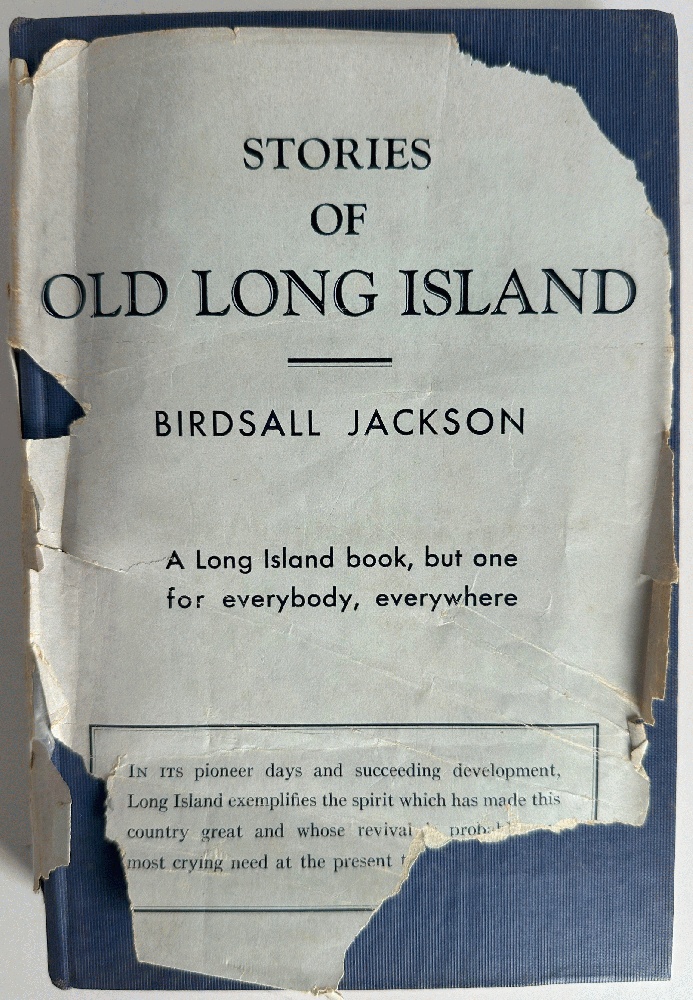 STORIES
OF
OLD LONG ISLAND
BIRDSALL JACKSON
A Long Island book, but one
for everybody, everywhere
IN ITS pioneer days and succeeding development,
Long Island exemplifies the spirit which has made this
country great and whose revival
most crying need at the present